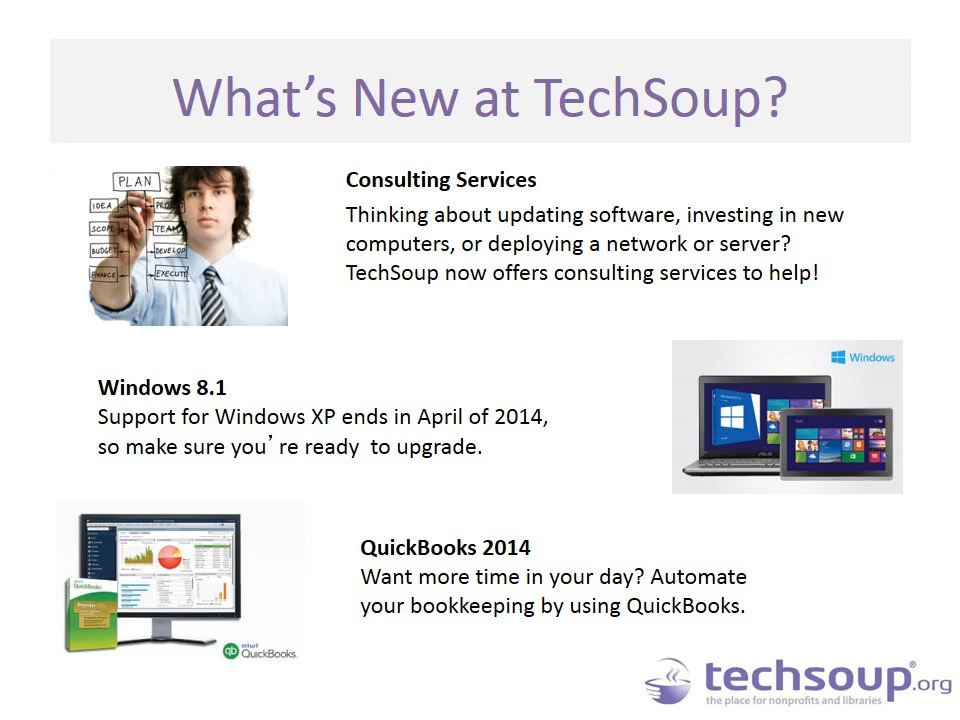 What's New at TechSoup?
PLAN
IDEA
SCOPE
TEAM
BUDGET
DEVELOP
FINANCE
EXECUTE
Consulting Services
Thinking about updating software, investing in new
computers, or deploying a network or server?
TechSoup now offers consulting services to help!
Windows 8.1
Support for Windows XP ends in April of 2014,
so make sure you're ready to upgrade.
Windows
ASUS
QuickBooks 2014
Want more time in your day? Automate
your bookkeeping by using QuickBooks.
QuickBooks
Premier
qb intuit
QuickBooks.
techsoup®.org
the place for nonprofits and libraries